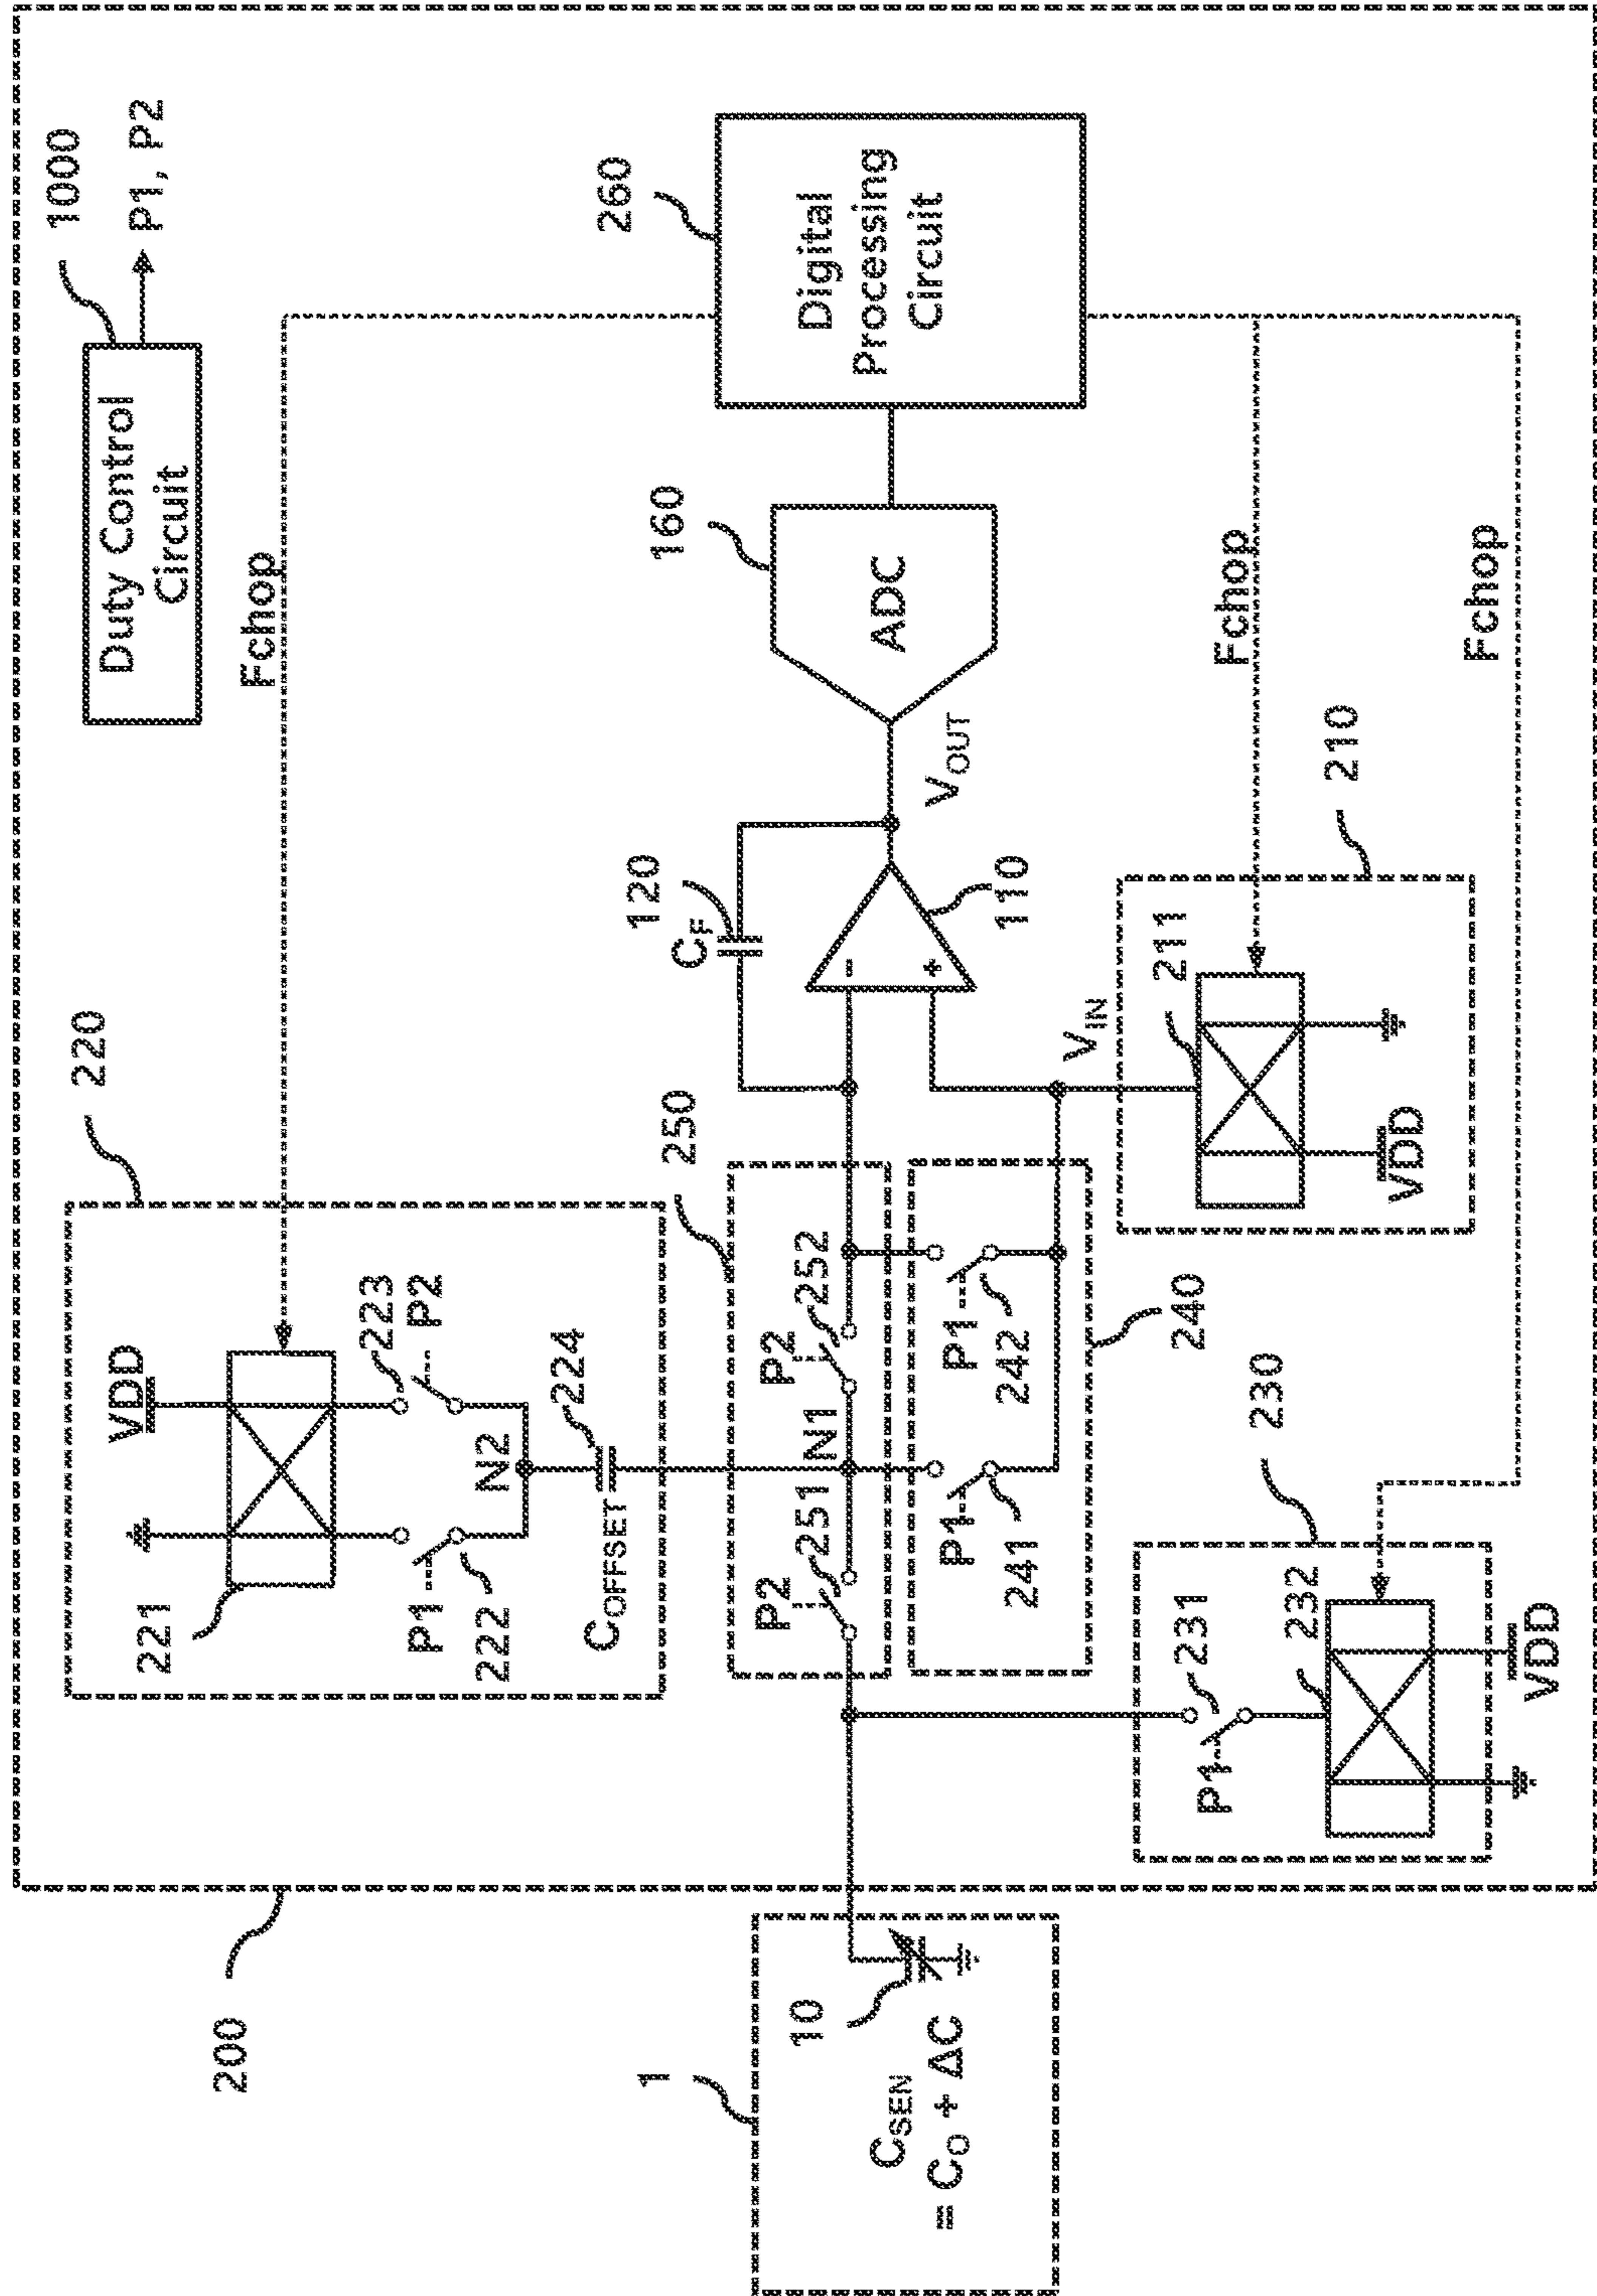 200
1
10
CSEN
= CO + ΔC
220
221
VDD
P1
222
223
P2
N2
224
COFFSET
Fchop
Duty Control
Circuit
1000
P1, P2
250
P2
251
N1
P2
252
P1
241
P1
242
240
P1
231
232
230
VDD
CF
120
-
+
110
VIN
VOUT
211
210
VDD
Fchop
Fchop
ADC
160
Digital
Processing
Circuit
260